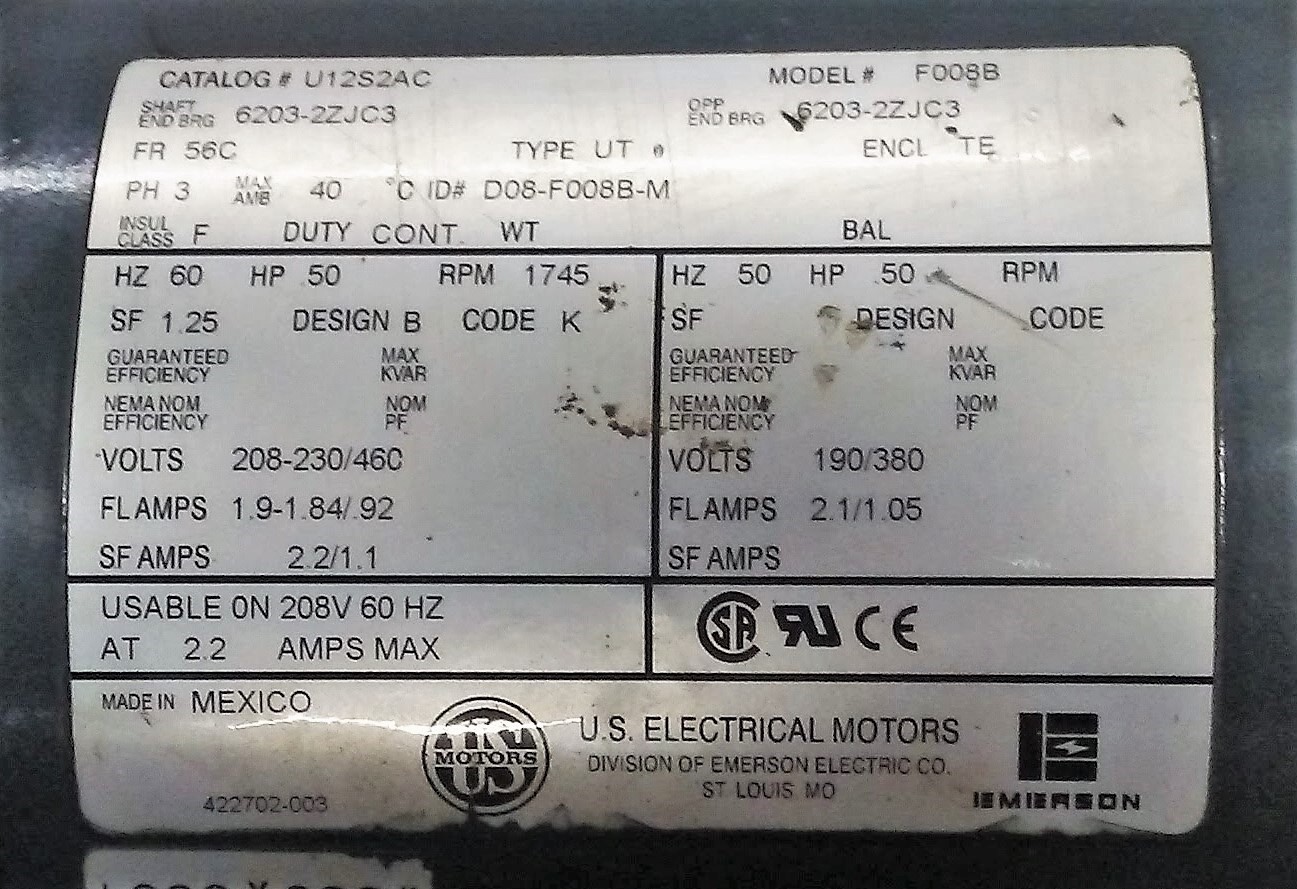 CATALOG # U12S2AC MODEL # F008B
SHAFT END BRG 6203-2ZJC3 OPP END BRG 6203-2ZJC3
FR 56C TYPE UT ENCL TE
PH 3 MAX AMB 40 °C ID# D08-F008B-M
INSUL CLASS F DUTY CONT. WT BAL
HZ 60 HP .50 RPM 1745
SF 1.25 DESIGN B CODE K
GUARANTEED EFFICIENCY MAX KVAR
NEMA NOM EFFICIENCY NOM PF
VOLTS 208-230/460
FL AMPS 1.9-1.84/.92
SF AMPS 2.2/1.1
HZ 50 HP .50 RPM
SF DESIGN CODE
GUARANTEED EFFICIENCY MAX KVAR
NEMA NOM EFFICIENCY NOM PF
VOLTS 190/380
FL AMPS 2.1/1.05
SF AMPS
USABLE ON 208V 60 HZ
AT 2.2 AMPS MAX
SA RU CE
MADE IN MEXICO
US MOTORS
U.S. ELECTRICAL MOTORS
DIVISION OF EMERSON ELECTRIC CO.
ST LOUIS MO
EMERSON
422702-003